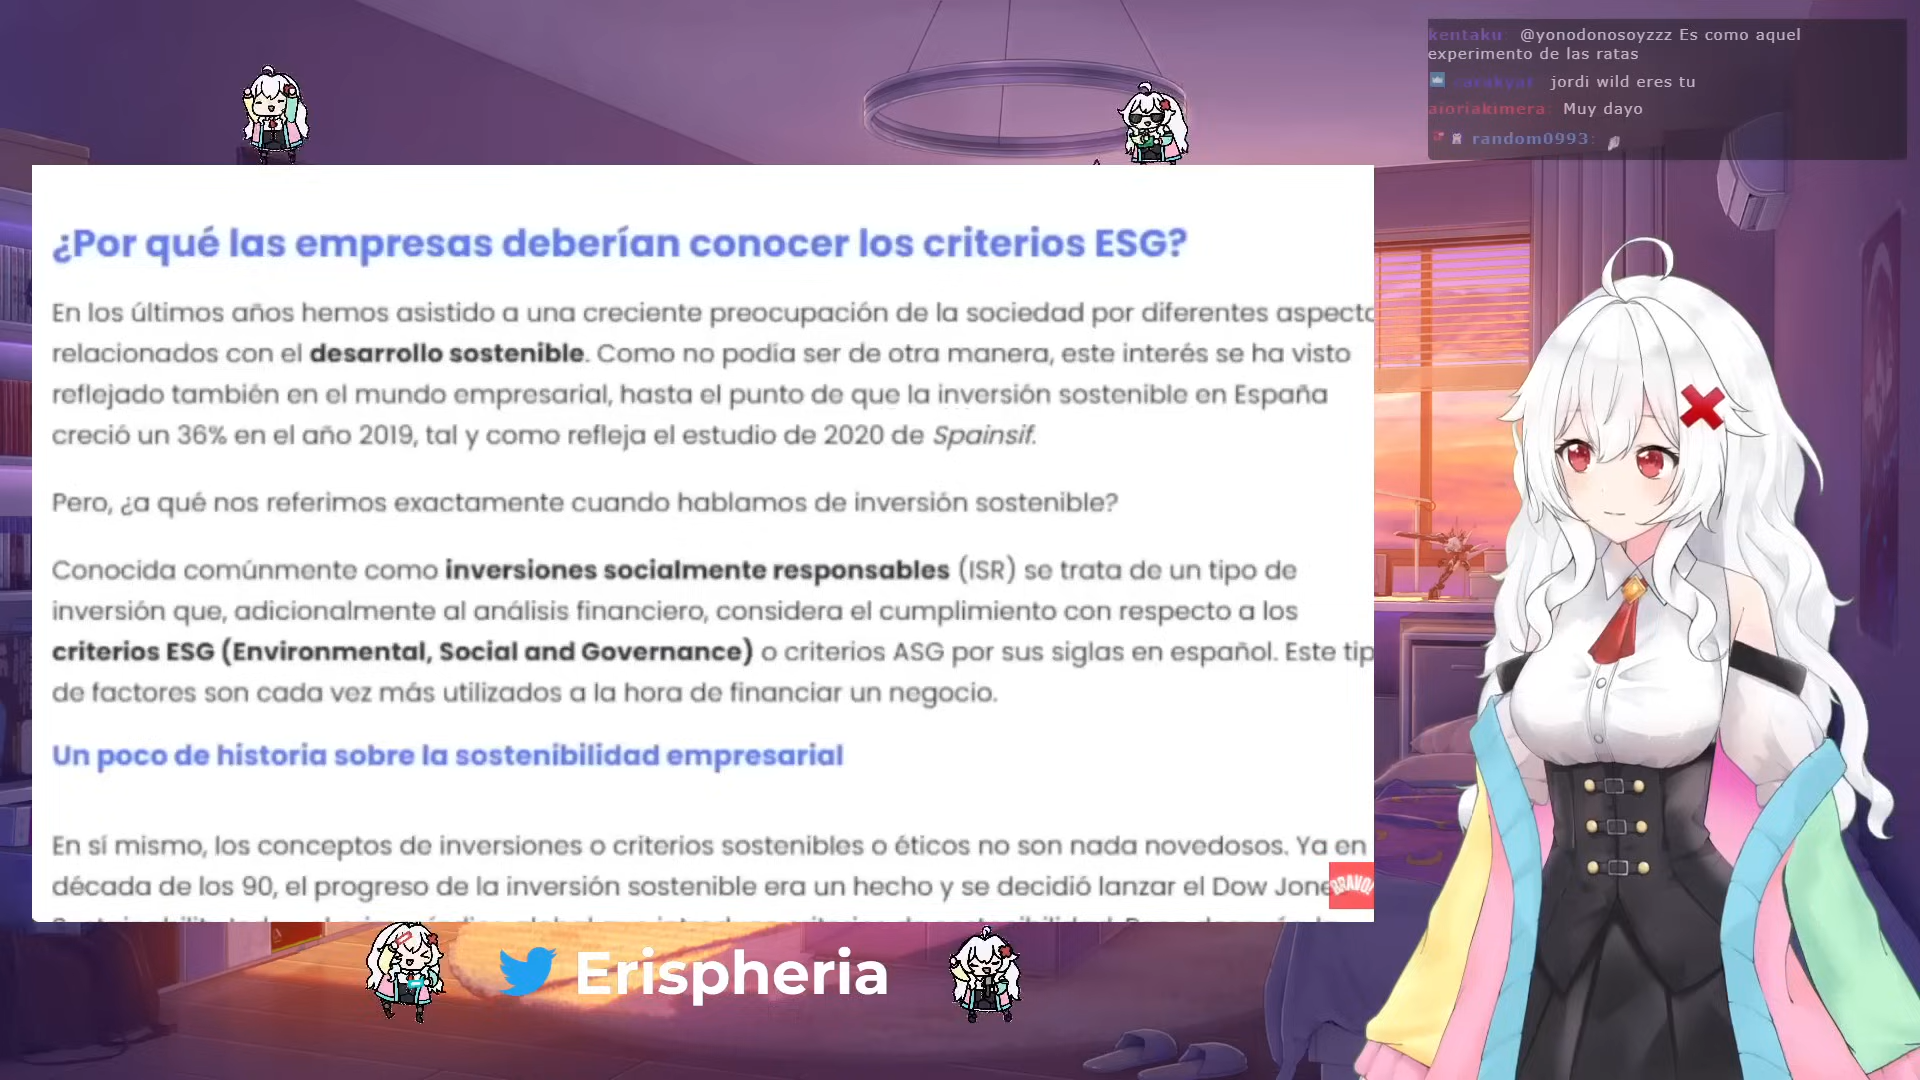 kentaku: @yonodonosoyzzz Es como aquel
experimento de las ratas
jordi wild eres tu
aioriakimera: Muy dayo
random0993:
¿Por qué las empresas deberían conocer los criterios ESG?
En los últimos años hemos asistido a una creciente preocupación de la sociedad por diferentes aspecto
relacionados con el desarrollo sostenible. Como no podía ser de otra manera, este interés se ha visto
reflejado también en el mundo empresarial, hasta el punto de que la inversión sostenible en España
creció un 36% en el año 2019, tal y como refleja el estudio de 2020 de Spainsif.
Pero, ¿a qué nos referimos exactamente cuando hablamos de inversión sostenible?
Conocida comúnmente como inversiones socialmente responsables (ISR) se trata de un tipo de
inversión que, adicionalmente al análisis financiero, considera el cumplimiento con respecto a los
criterios ESG (Environmental, Social and Governance) o criterios ASG por sus siglas en español. Este tip
de factores son cada vez más utilizados a la hora de financiar un negocio.
Un poco de historia sobre la sostenibilidad empresarial
En sí mismo, los conceptos de inversiones o criterios sostenibles o éticos no son nada novedosos. Ya en
década de los 90, el progreso de la inversión sostenible era un hecho y se decidió lanzar el Dow Jone
BRAVO!
Erispheria